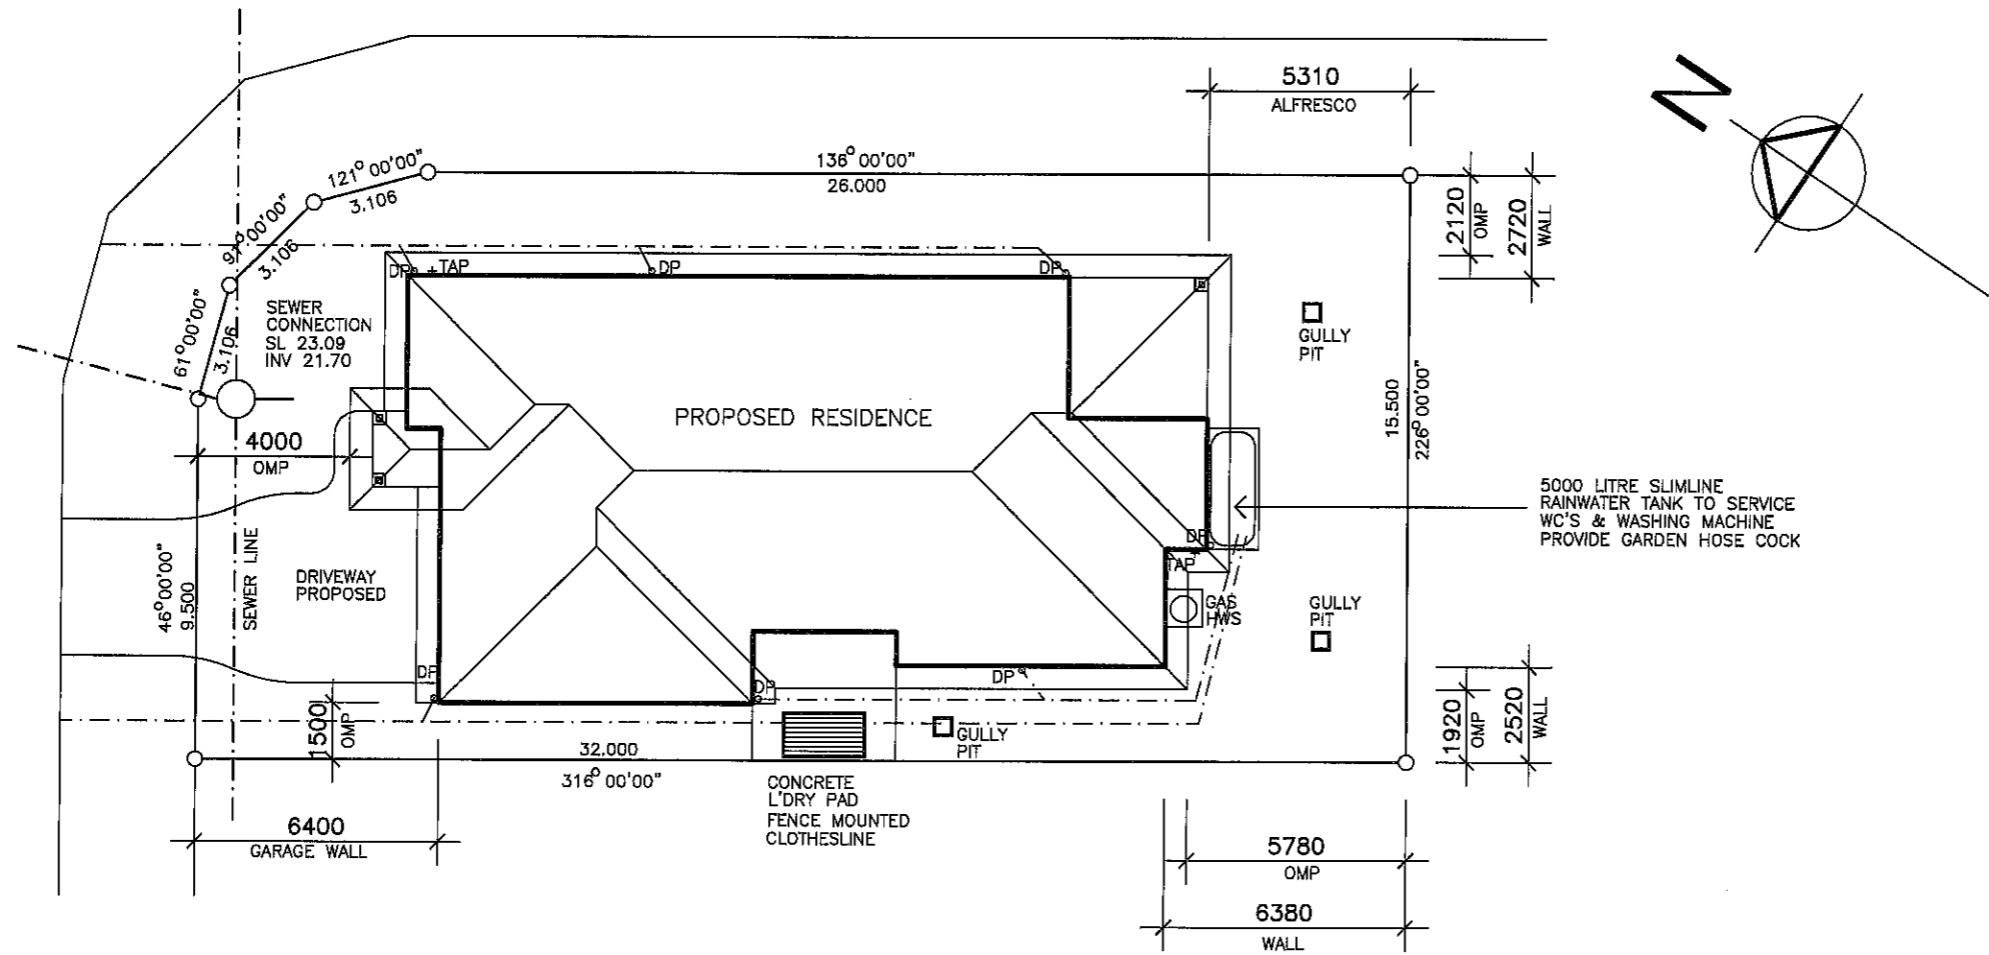 5310
ALFRESCO
N
136° 00'00"
26.000
121° 00'00"
3.106
91° 00'00"
3.106
61° 00'00"
3.106
2120
OMP
2720
WALL
DP
TAP
DP
DP
SEWER
CONNECTION
SL 23.09
INV 21.70
GULLY
PIT
PROPOSED RESIDENCE
15.500
226° 00'00"
4000
OMP
5000 LITRE SLIMLINE
RAINWATER TANK TO SERVICE
WC'S & WASHING MACHINE
PROVIDE GARDEN HOSE COCK
DP
TAP
46° 00'00"
9.500
SEWER LINE
DRIVEWAY
PROPOSED
GAS
HWS
GULLY
PIT
DP
DP
DP
1500
OMP
GULLY
PIT
1920
OMP
2520
WALL
32.000
316° 00'00"
CONCRETE
L'DRY PAD
FENCE MOUNTED
CLOTHESLINE
6400
GARAGE WALL
5780
OMP
6380
WALL